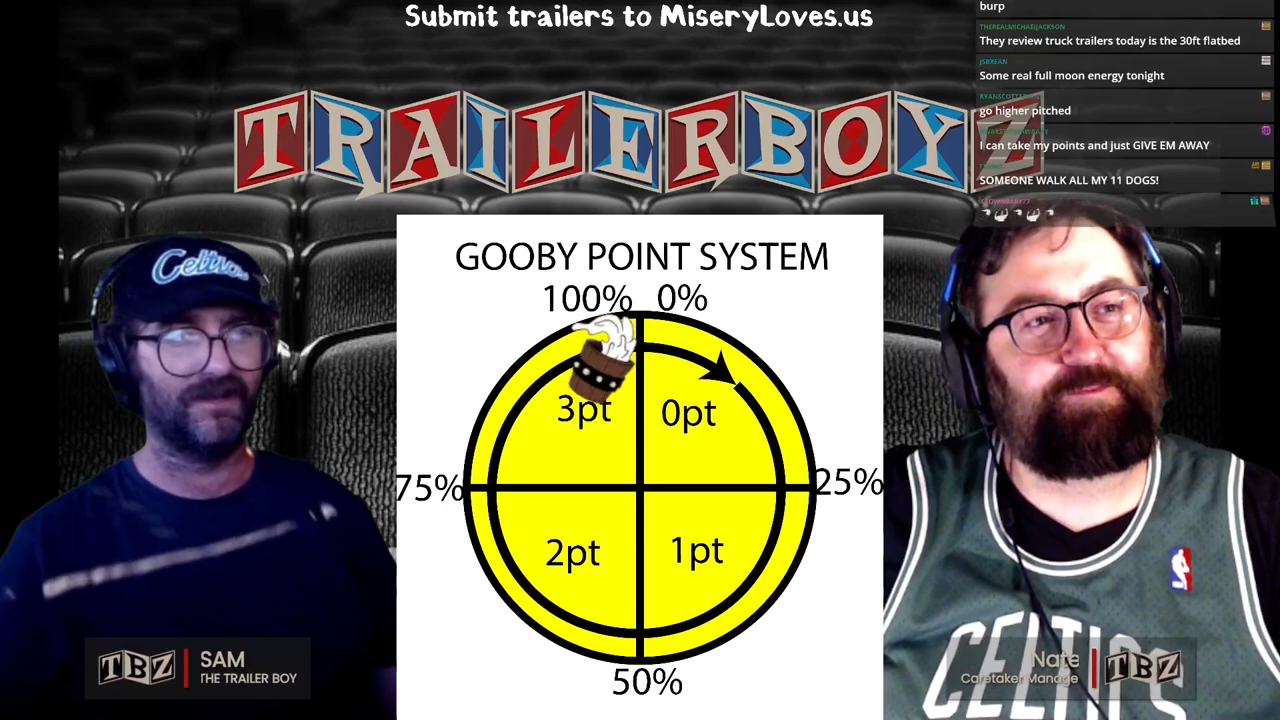 Submit trailers to MiseryLoves.us
burp
THEREALMICHAELJACKSON
They review truck trailers today is the 30ft flatbed
JSBREAN
Some real full moon energy tonight
go higher pitched
I can take my points and just GIVE EM AWAY
SOMEONE WALK ALL MY 11 DOGS!
TRAILERBOYZ
GOOBY POINT SYSTEM
100% 0%
3pt 0pt
75% 25%
2pt 1pt
50%
Celtics
CELTICS
TBZ
SAM
THE TRAILER BOY
Nate
Caretaker Manage
TBZ